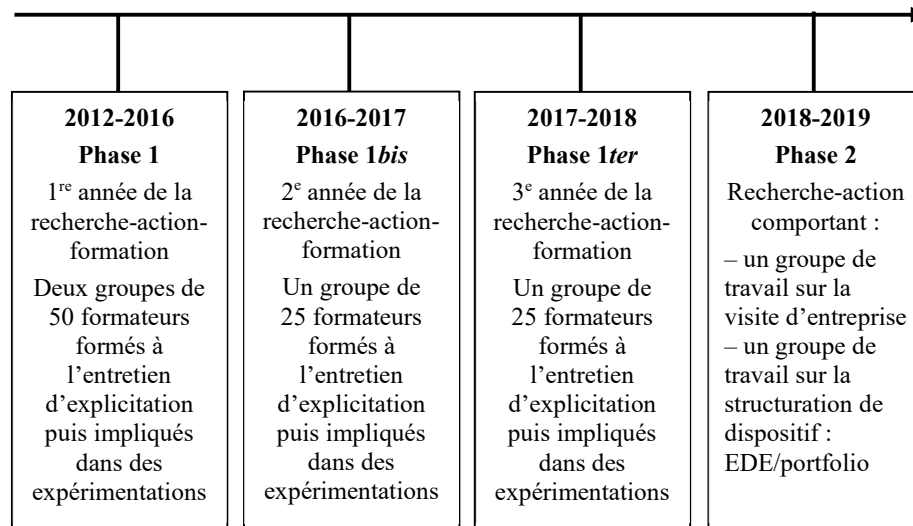 2012-2016
Phase 1
1re année de la
recherche-action-
formation
Deux groupes de
50 formateurs
formés à
l’entretien
d’explicitation
puis impliqués
dans des
expérimentations
2016-2017
Phase 1bis
2e année de la
recherche-action-
formation
Un groupe de
25 formateurs
formés à
l’entretien
d’explicitation
puis impliqués
dans des
expérimentations
2017-2018
Phase 1ter
3e année de la
recherche-action-
formation
Un groupe de
25 formateurs
formés à
l’entretien
d’explicitation
puis impliqués
dans des
expérimentations
2018-2019
Phase 2
Recherche-action
comportant :
– un groupe de
travail sur la
visite d’entreprise
– un groupe de
travail sur la
structuration de
dispositif :
EDE/portfolio